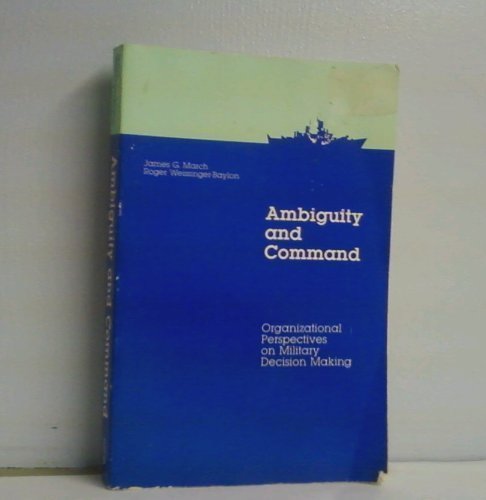 James G. March
Roger Weissinger-Baylon
Ambiguity
and
Command
Organizational
Perspectives
on Military
Decision Making
Ambiguity and Command